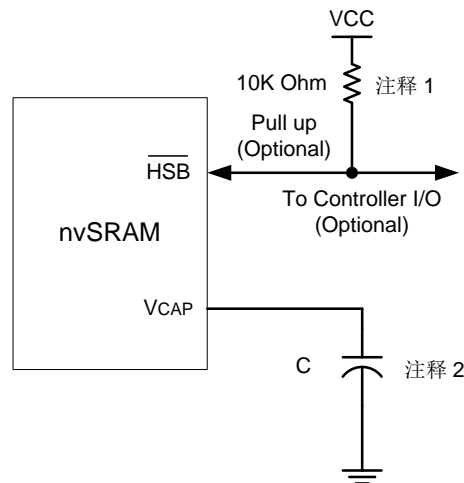 VCC
10K Ohm
注释 1
Pull up
(Optional)
HSB
To Controller I/O
(Optional)
nvSRAM
VCAP
C
注释 2